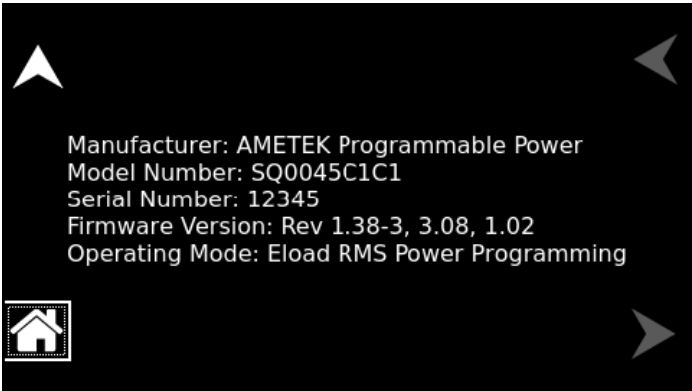 Manufacturer: AMETEK Programmable Power
Model Number: SQ0045C1C1
Serial Number: 12345
Firmware Version: Rev 1.38-3, 3.08, 1.02
Operating Mode: Eload RMS Power Programming